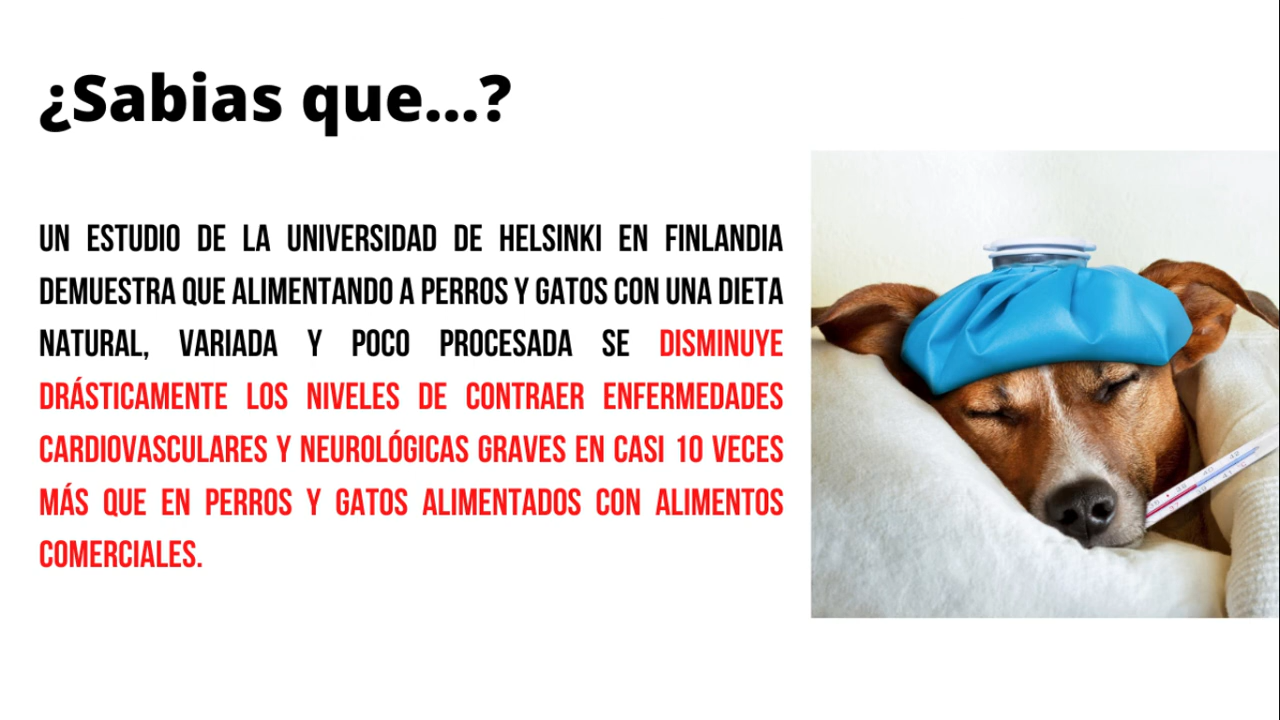 ¿Sabias que...?
UN ESTUDIO DE LA UNIVERSIDAD DE HELSINKI EN FINLANDIA
DEMUESTRA QUE ALIMENTANDO A PERROS Y GATOS CON UNA DIETA
NATURAL, VARIADA Y POCO PROCESADA SE DISMINUYE
DRÁSTICAMENTE LOS NIVELES DE CONTRAER ENFERMEDADES
CARDIOVASCULARES Y NEUROLÓGICAS GRAVES EN CASI 10 VECES
MÁS QUE EN PERROS Y GATOS ALIMENTADOS CON ALIMENTOS
COMERCIALES.